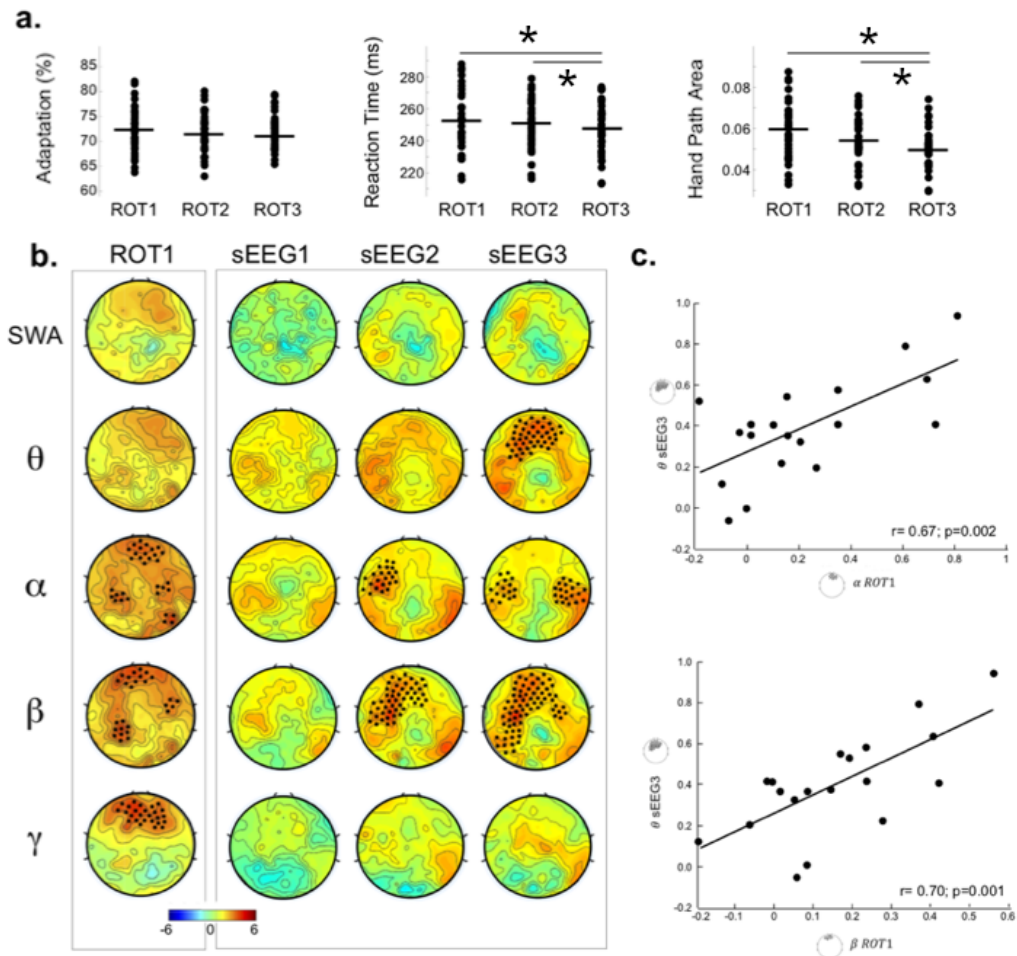 a.
Adaptation (%)
85
80
75
70
65
60
ROT1 ROT2 ROT3
Reaction Time (ms)
280
260
240
220
*
*
ROT1 ROT2 ROT3
Hand Path Area
0.08
0.06
0.04
*
*
ROT1 ROT2 ROT3
b.
ROT1 sEEG1 sEEG2 sEEG3
SWA
θ
α
β
γ
-6 0 6
c.
θ sEEG3
1.0
0.8
0.6
0.4
0.2
0.0
-0.2
r= 0.67; p=0.002
-0.2 0 0.2 0.4 0.6 0.8 1
α ROT1
θ sEEG3
1.0
0.8
0.6
0.4
0.2
0.0
-0.2
r= 0.70; p=0.001
-0.2 -0.1 0 0.1 0.2 0.3 0.4 0.5 0.6
β ROT1